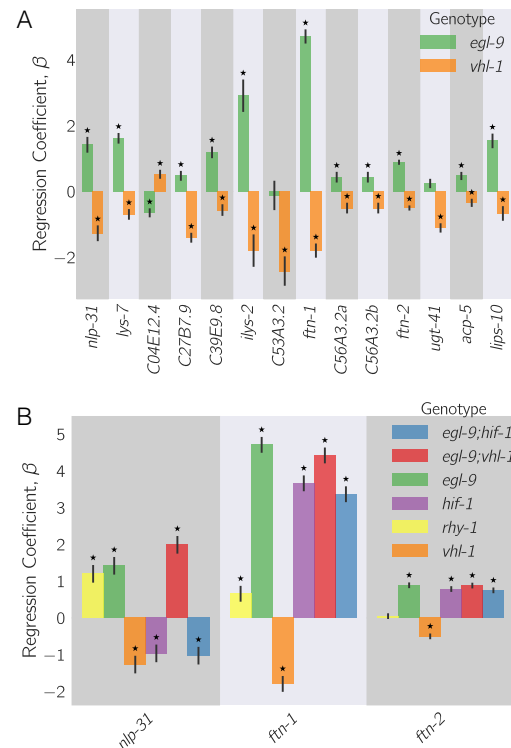 A
Genotype
egl-9
vhl-1
Regression Coefficient, β
4
2
0
−2
nlp-31
lys-7
C04E12.4
C27B7.9
C39E9.8
ilys-2
C53A3.2
ftn-1
C56A3.2a
C56A3.2b
ftn-2
ugt-41
acp-5
lips-10
B
Genotype
egl-9;hif-1
egl-9;vhl-1
egl-9
hif-1
rhy-1
vhl-1
Regression Coefficient, β
5
4
3
2
1
0
−1
−2
nlp-31
ftn-1
ftn-2